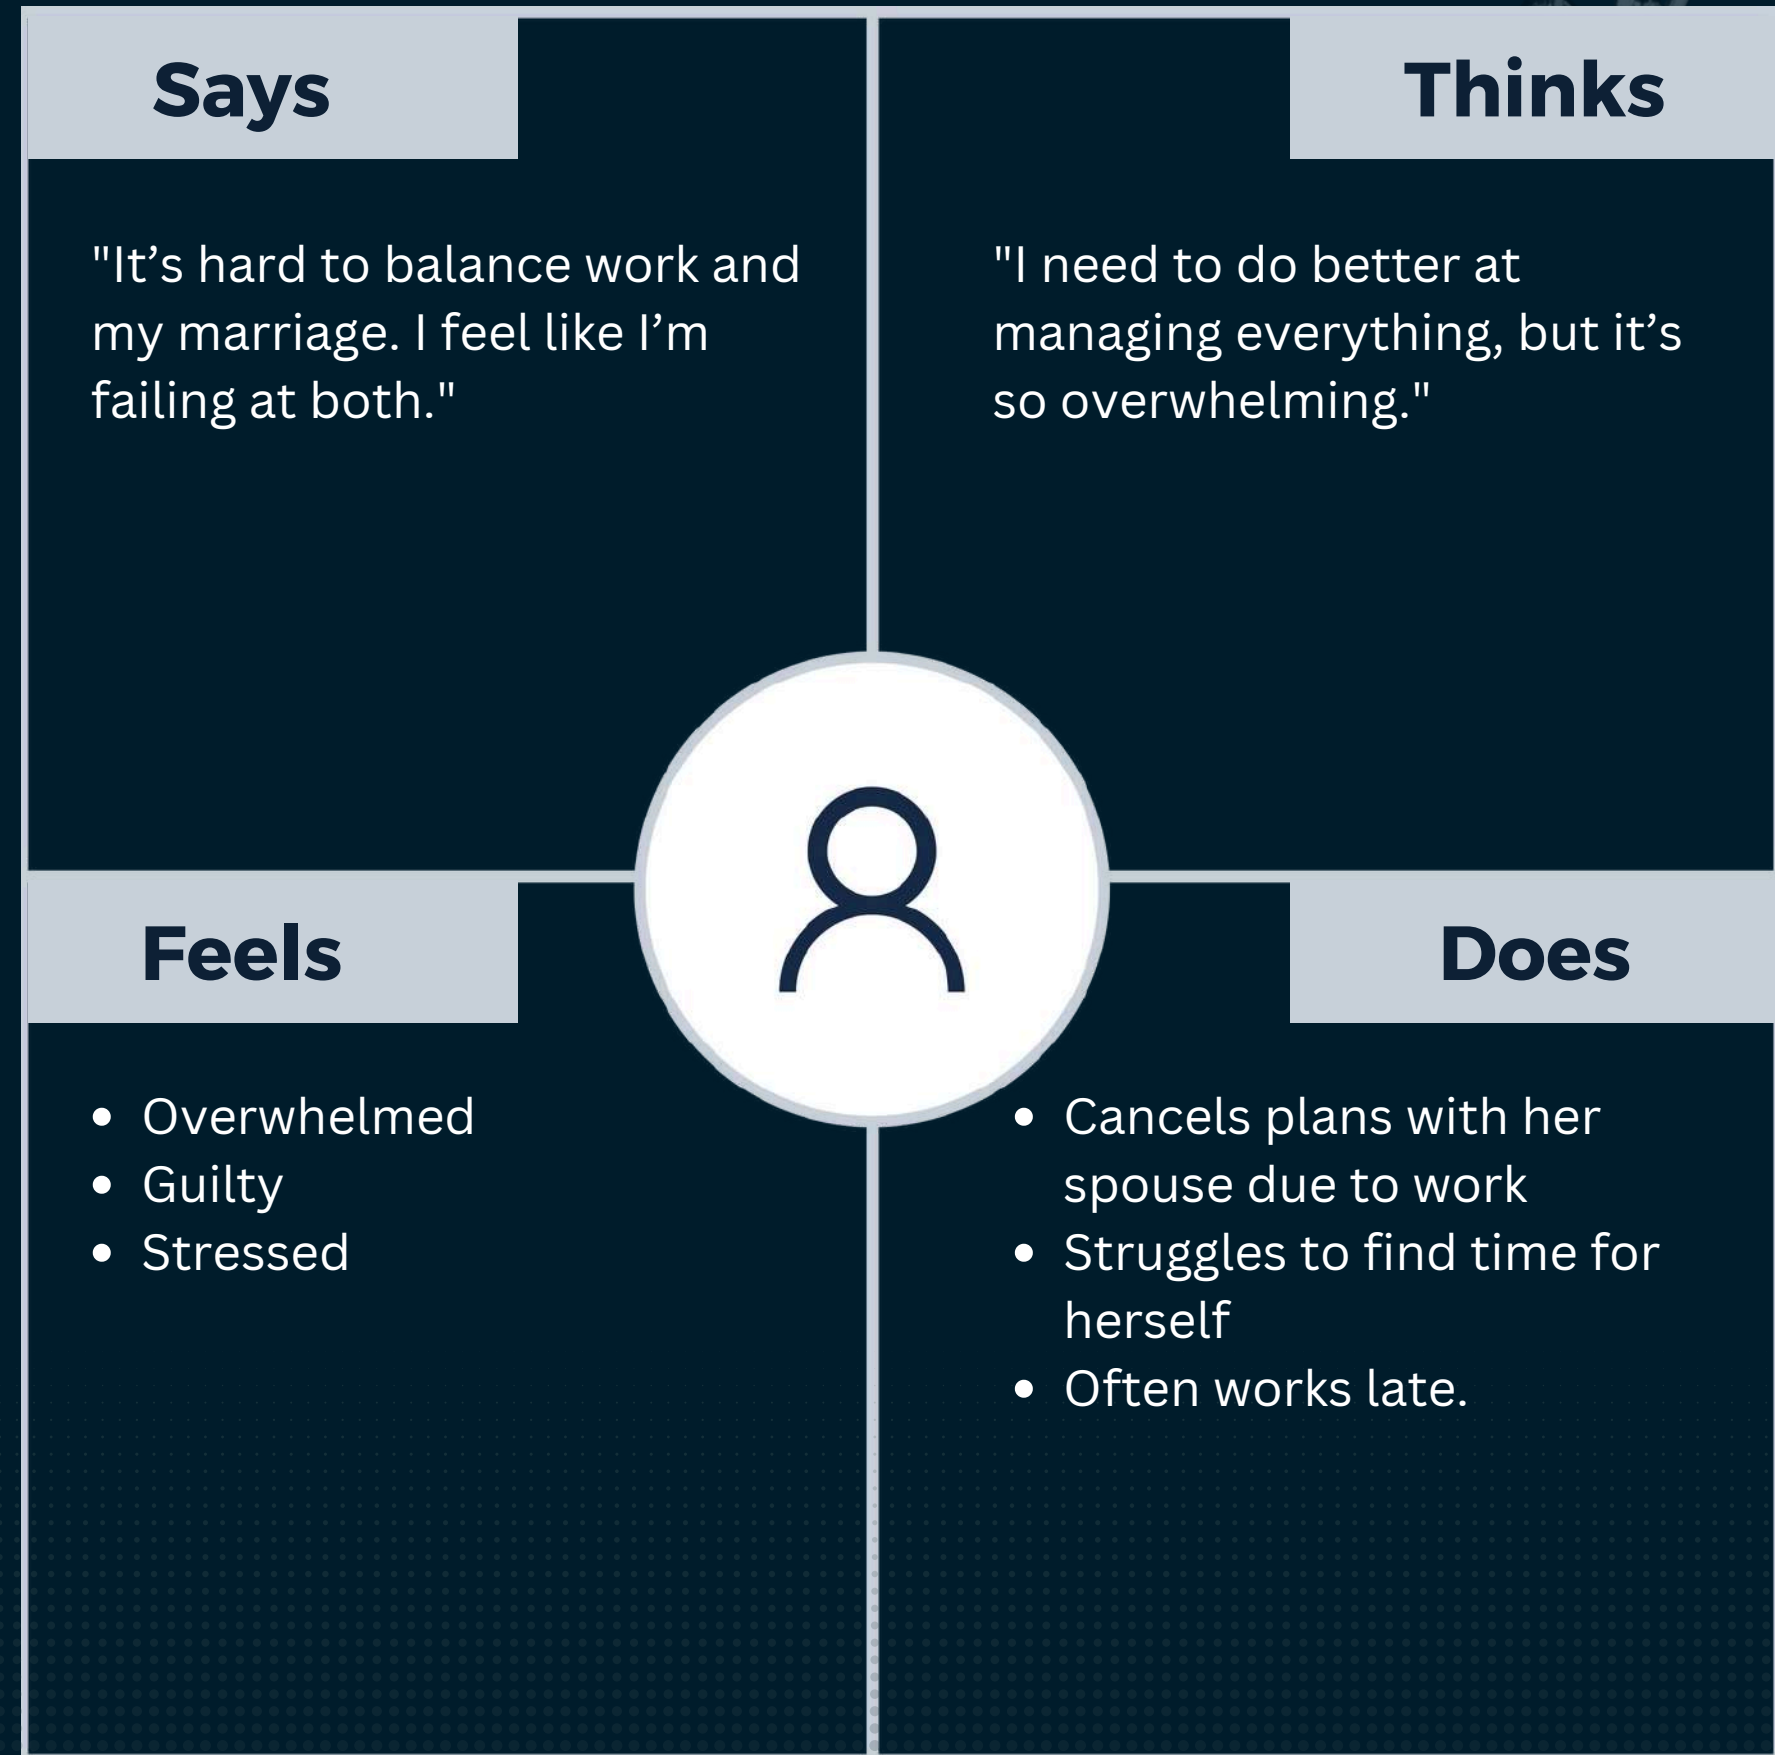 Says
"It’s hard to balance work and
my marriage. I feel like I’m
failing at both."
Thinks
"I need to do better at
managing everything, but it’s
so overwhelming."
Feels
• Overwhelmed
• Guilty
• Stressed
Does
• Cancels plans with her
spouse due to work
• Struggles to find time for
herself
• Often works late.